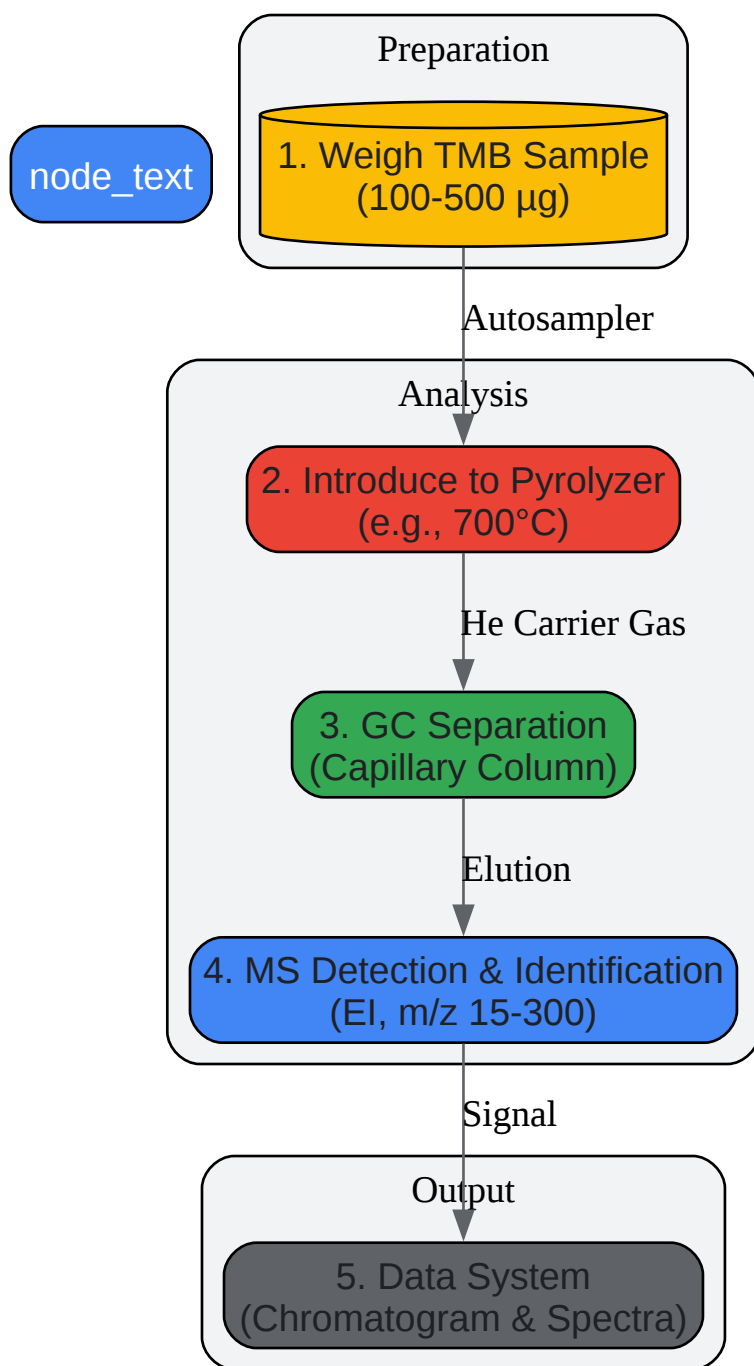 Preparation
node_text
1. Weigh TMB Sample
(100-500 µg)
Autosampler
Analysis
2. Introduce to Pyrolyzer
(e.g., 700°C)
He Carrier Gas
3. GC Separation
(Capillary Column)
Elution
4. MS Detection & Identification
(EI, m/z 15-300)
Signal
Output
5. Data System
(Chromatogram & Spectra)